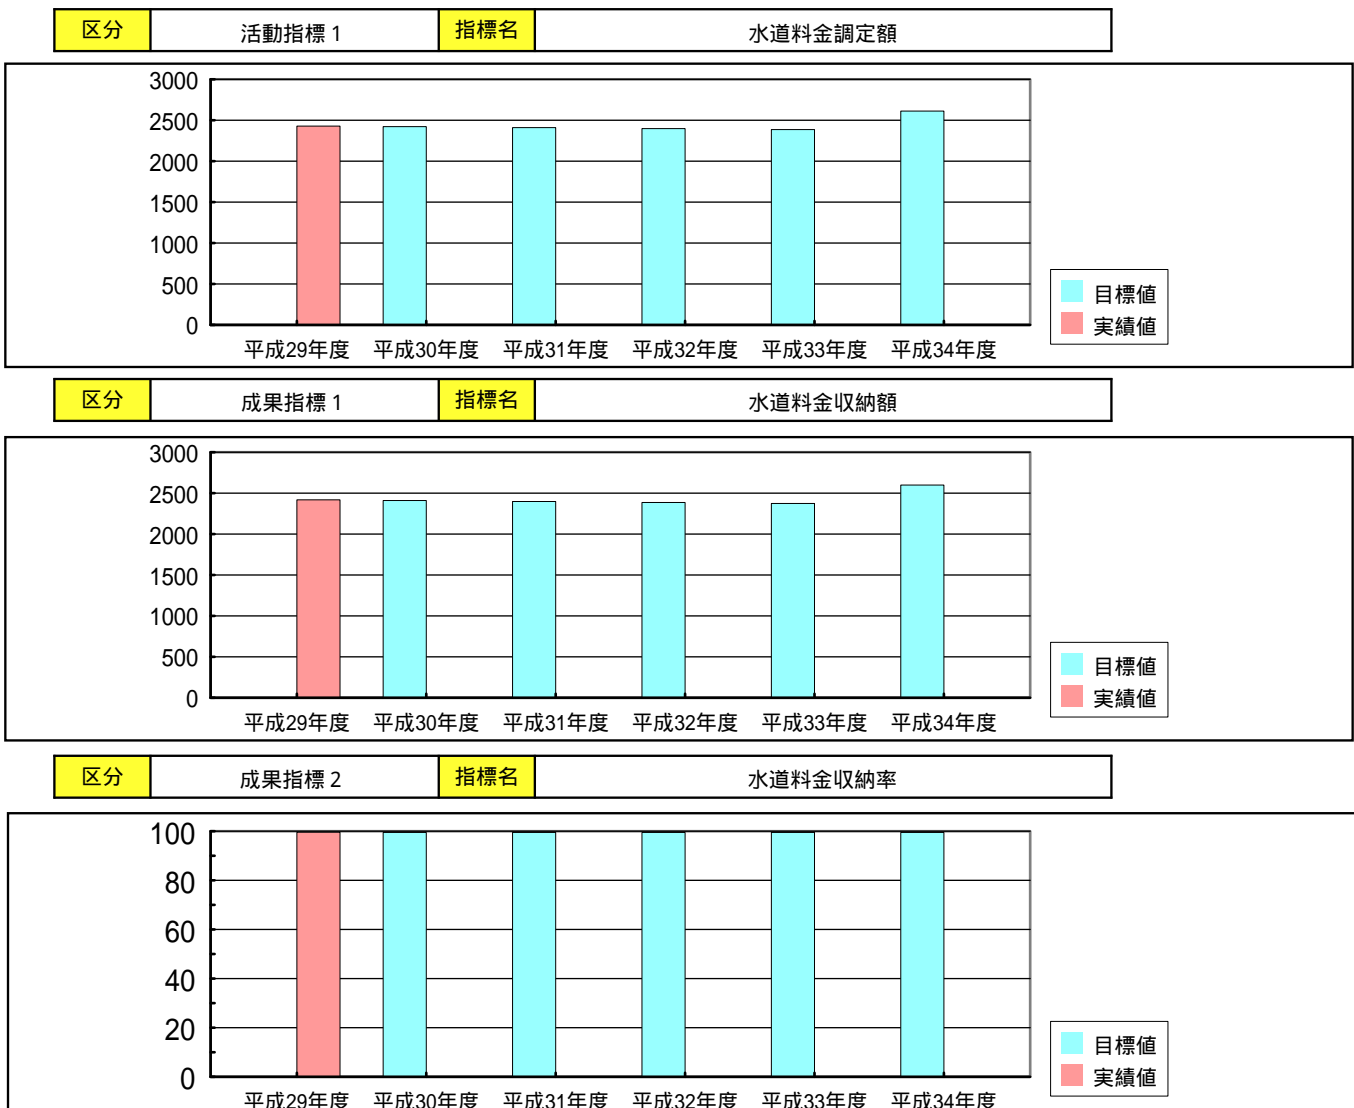 区分 活動指標１ 指標名 水道料金調定額
3000
2500
2000
1500
1000
500
0
平成29年度 平成30年度 平成31年度 平成32年度 平成33年度 平成34年度
目標値
実績値
区分 成果指標１ 指標名 水道料金収納額
3000
2500
2000
1500
1000
500
0
平成29年度 平成30年度 平成31年度 平成32年度 平成33年度 平成34年度
目標値
実績値
区分 成果指標２ 指標名 水道料金収納率
100
80
60
40
20
0
平成29年度 平成30年度 平成31年度 平成32年度 平成33年度 平成34年度
目標値
実績値